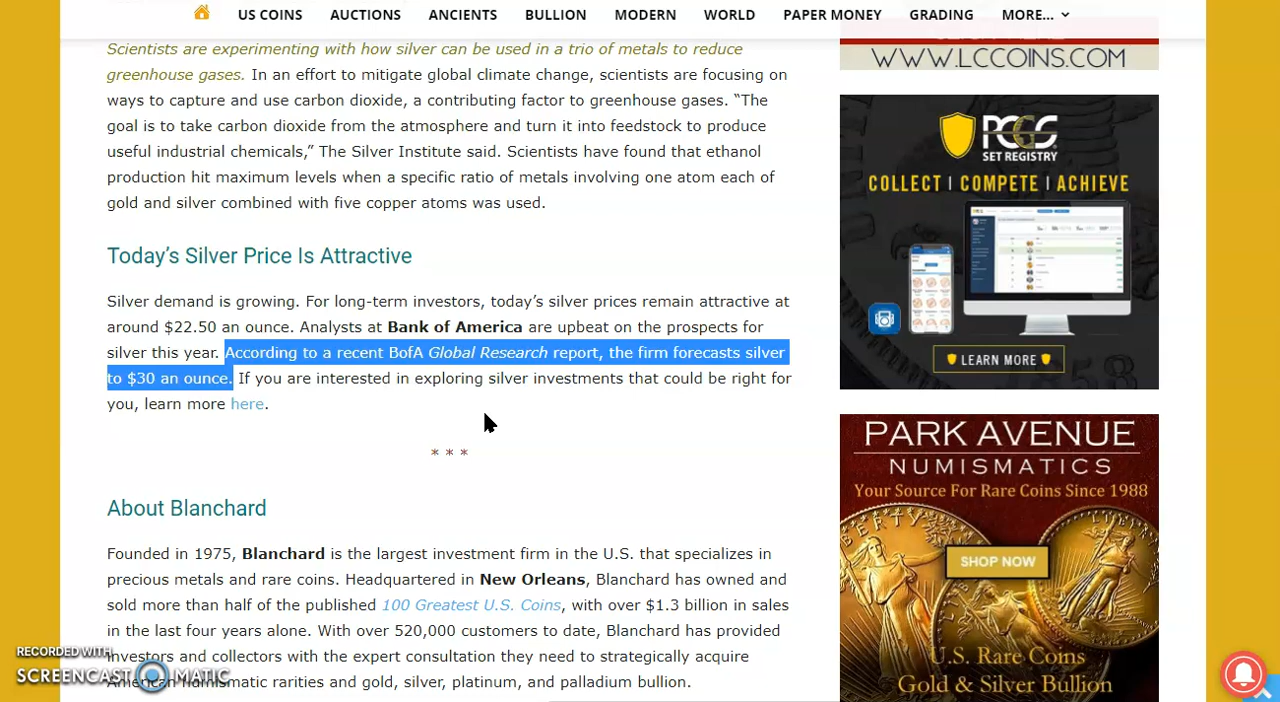 US COINS AUCTIONS ANCIENTS BULLION MODERN WORLD PAPER MONEY GRADING MORE...
Scientists are experimenting with how silver can be used in a trio of metals to reduce
greenhouse gases. In an effort to mitigate global climate change, scientists are focusing on
ways to capture and use carbon dioxide, a contributing factor to greenhouse gases. “The
goal is to take carbon dioxide from the atmosphere and turn it into feedstock to produce
useful industrial chemicals,” The Silver Institute said. Scientists have found that ethanol
production hit maximum levels when a specific ratio of metals involving one atom each of
gold and silver combined with five copper atoms was used.
Today’s Silver Price Is Attractive
Silver demand is growing. For long-term investors, today’s silver prices remain attractive at
around $22.50 an ounce. Analysts at Bank of America are upbeat on the prospects for
silver this year. According to a recent BofA Global Research report, the firm forecasts silver
to $30 an ounce. If you are interested in exploring silver investments that could be right for
you, learn more here.
* * *
About Blanchard
Founded in 1975, Blanchard is the largest investment firm in the U.S. that specializes in
precious metals and rare coins. Headquartered in New Orleans, Blanchard has owned and
sold more than half of the published 100 Greatest U.S. Coins, with over $1.3 billion in sales
in the last four years alone. With over 520,000 customers to date, Blanchard has provided
investors and collectors with the expert consultation they need to strategically acquire
American numismatic rarities and gold, silver, platinum, and palladium bullion.
RECORDED WITH
SCREENCAST MATIC
WWW.LCCOINS.COM
PCGS
SET REGISTRY
COLLECT | COMPETE | ACHIEVE
LEARN MORE
PARK AVENUE
NUMISMATICS
Your Source For Rare Coins Since 1988
LIBERTY
SHOP NOW
U.S. Rare Coins
Gold & Silver Bullion